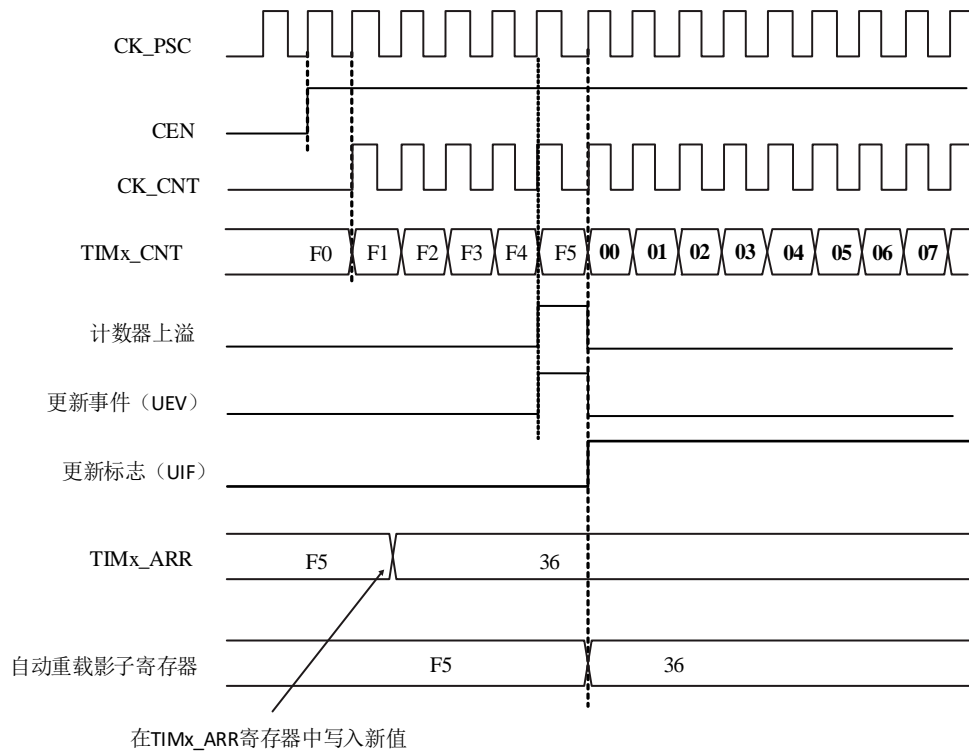 CK_PSC
CEN
CK_CNT
TIMx_CNT F0 F1 F2 F3 F4 F5 00 01 02 03 04 05 06 07
计数器上溢
更新事件（UEV）
更新标志（UIF）
TIMx_ARR F5 36
自动重载影子寄存器 F5 36
在TIMx_ARR寄存器中写入新值